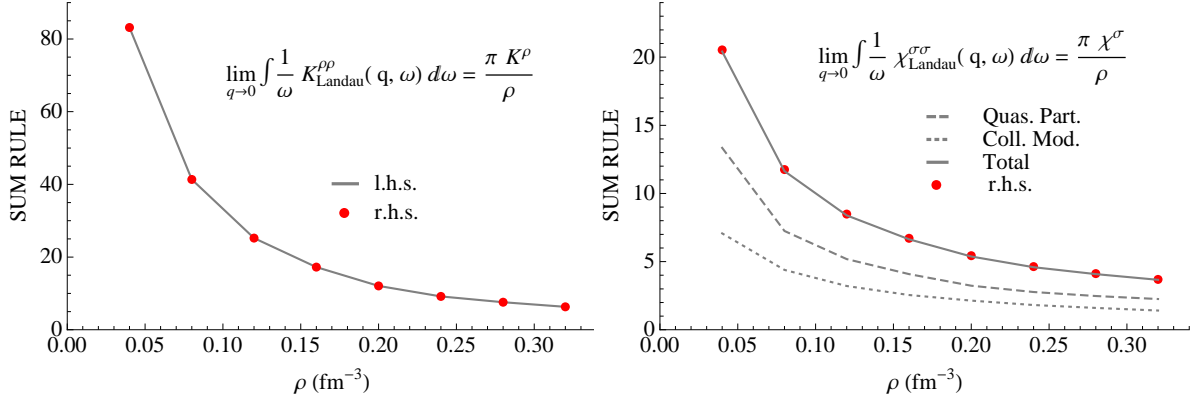 lim q→0 ∫ 1/ω K^ρρ_Landau( q, ω) dω = π K^ρ / ρ
SUM RULE
80
60
40
20
0
l.h.s.
r.h.s.
0.00 0.05 0.10 0.15 0.20 0.25 0.30
ρ (fm⁻³)
lim q→0 ∫ 1/ω χ^σσ_Landau( q, ω) dω = π χ^σ / ρ
SUM RULE
20
15
10
5
0
Quas. Part.
Coll. Mod.
Total
r.h.s.
0.00 0.05 0.10 0.15 0.20 0.25 0.30
ρ (fm⁻³)